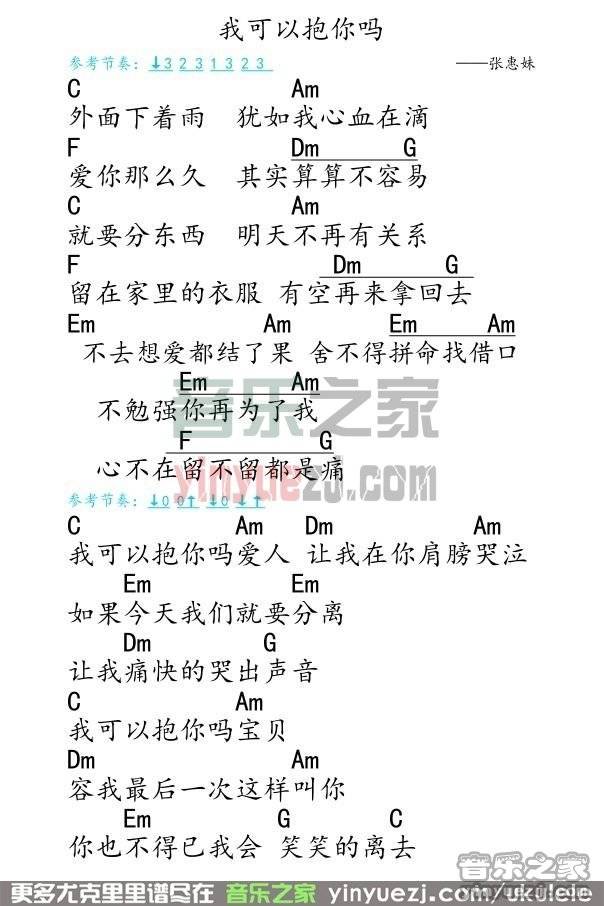 我可以抱你吗
参考节奏：↓3 2 3 1 3 2 3 ——张惠妹
C Am
外面下着雨 犹如我心血在滴
F Dm G
爱你那么久 其实算算不容易
C Am
就要分东西 明天不再有关系
F Dm G
留在家里的衣服 有空再来拿回去
Em Am Em Am
不去想爱都结了果 舍不得拼命找借口
Em Am
不勉强你再为了我
F G
心不在留不留都是痛
音乐之家
yinyuezj.com
参考节奏：↓0 0↑ ↓0 ↓↑
C Am Dm Am
我可以抱你吗爱人 让我在你肩膀哭泣
Em Em
如果今天我们就要分离
Dm G
让我痛快的哭出声音
C Am
我可以抱你吗宝贝
Dm Am
容我最后一次这样叫你
Em G C
你也不得已我会 笑笑的离去
音乐之家
yinyuezj.com
更多尤克里里谱尽在 音乐之家 yinyuezj.com yukuu.com